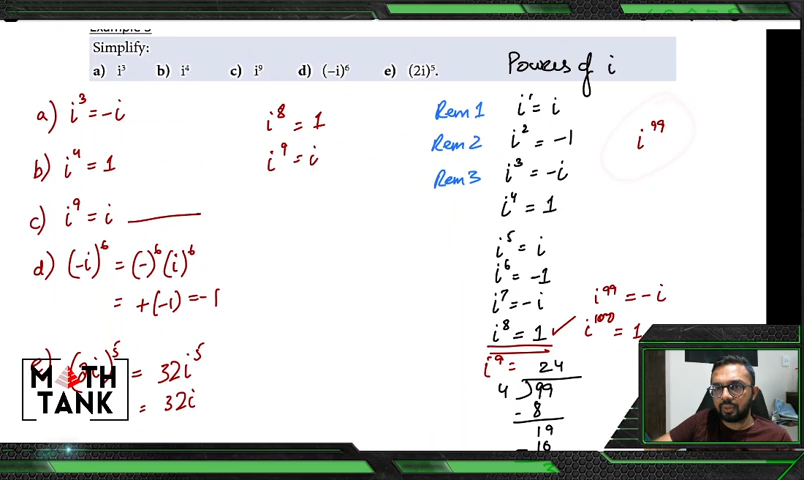 Simplify:
a) i³ b) i⁴ c) i⁹ d) (−i)⁶ e) (2i)⁵.
Powers of i
a) i³ = -i
b) i⁴ = 1
c) i⁹ = i
d) (-i)⁶ = (-)⁶ (i)⁶
= +(-1) = -1
e) i)⁵ = 32i⁵
= 32i
i⁸ = 1
i⁹ = i
Rem 1
Rem 2
Rem 3
i¹ = i
i² = -1
i³ = -i
i⁴ = 1
i⁵ = i
i⁶ = -1
i⁷ = -i
i⁸ = 1 ✓
i⁹ =
i⁹⁹
i⁹⁹ = -i
i¹⁰⁰ = 1
24
4 ) 99
- 8
19
- 16
MATH
TANK